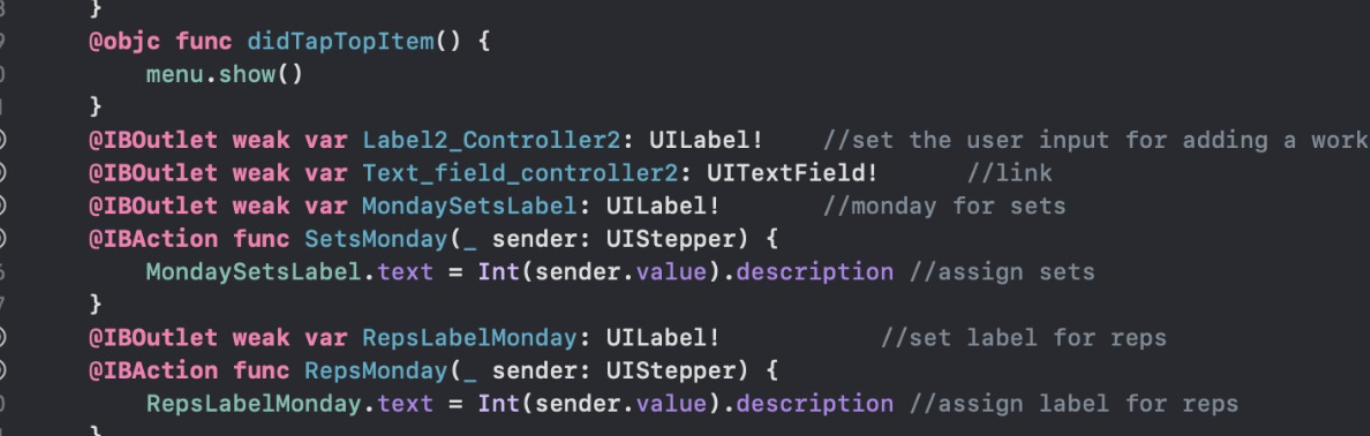 }
@objc func didTapTopItem() {
menu.show()
}
@IBOutlet weak var Label2_Controller2: UILabel! //set the user input for adding a work
@IBOutlet weak var Text_field_controller2: UITextField! //link
@IBOutlet weak var MondaySetsLabel: UILabel! //monday for sets
@IBAction func SetsMonday(_ sender: UIStepper) {
MondaySetsLabel.text = Int(sender.value).description //assign sets
}
@IBOutlet weak var RepsLabelMonday: UILabel! //set label for reps
@IBAction func RepsMonday(_ sender: UIStepper) {
RepsLabelMonday.text = Int(sender.value).description //assign label for reps
}